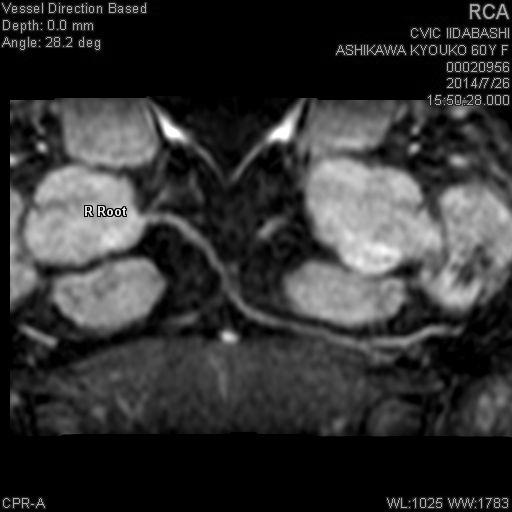 Vessel Direction Based
Depth: 0.0 mm
Angle: 28.2 deg
RCA
CVIC IIDABASHI
ASHIKAWA KYOUKO 60Y F
00020956
2014/7/26
15:50:28.000
R Root
CPR-A
WL:1025 WW:1783